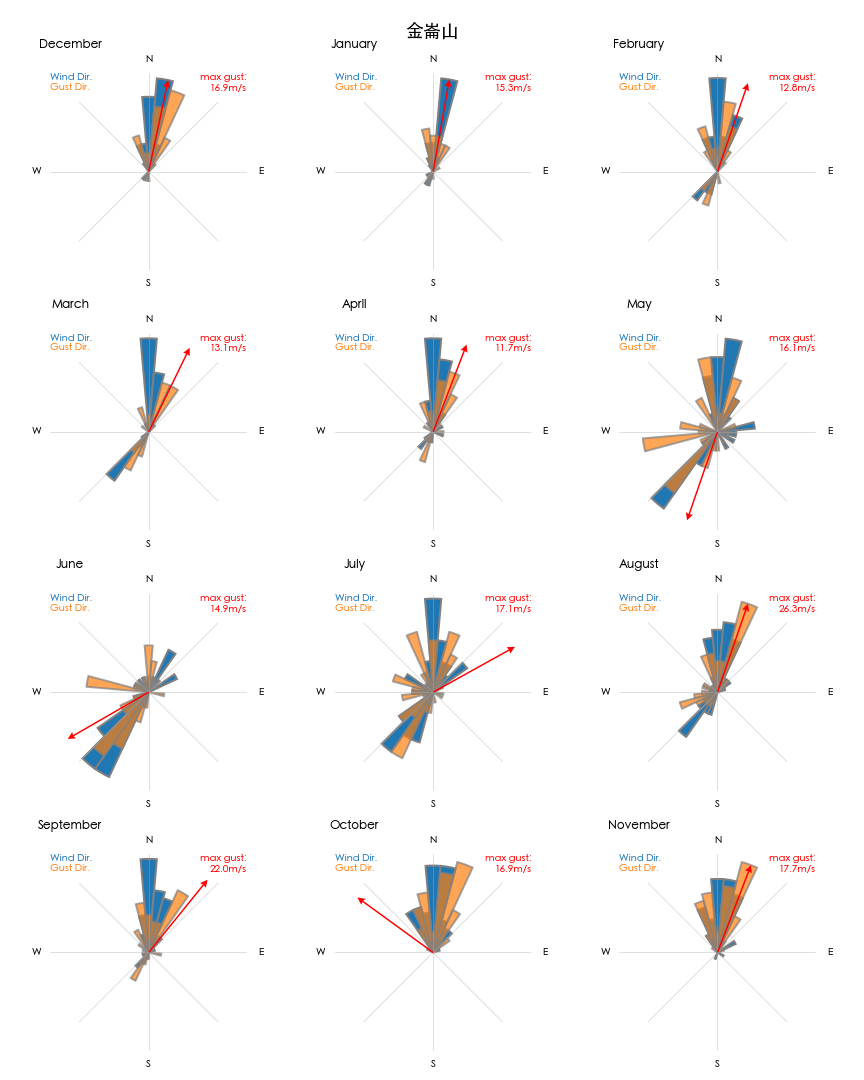 金崙山
December
N
Wind Dir.
Gust Dir.
max gust:
16.9m/s
W
E
S
January
N
Wind Dir.
Gust Dir.
max gust:
15.3m/s
W
E
S
February
N
Wind Dir.
Gust Dir.
max gust:
12.8m/s
W
E
S
March
N
Wind Dir.
Gust Dir.
max gust:
13.1m/s
W
E
S
April
N
Wind Dir.
Gust Dir.
max gust:
11.7m/s
W
E
S
May
N
Wind Dir.
Gust Dir.
max gust:
16.1m/s
W
E
S
June
N
Wind Dir.
Gust Dir.
max gust:
14.9m/s
W
E
S
July
N
Wind Dir.
Gust Dir.
max gust:
17.1m/s
W
E
S
August
N
Wind Dir.
Gust Dir.
max gust:
26.3m/s
W
E
S
September
N
Wind Dir.
Gust Dir.
max gust:
22.0m/s
W
E
S
October
N
Wind Dir.
Gust Dir.
max gust:
16.9m/s
W
E
S
November
N
Wind Dir.
Gust Dir.
max gust:
17.7m/s
W
E
S